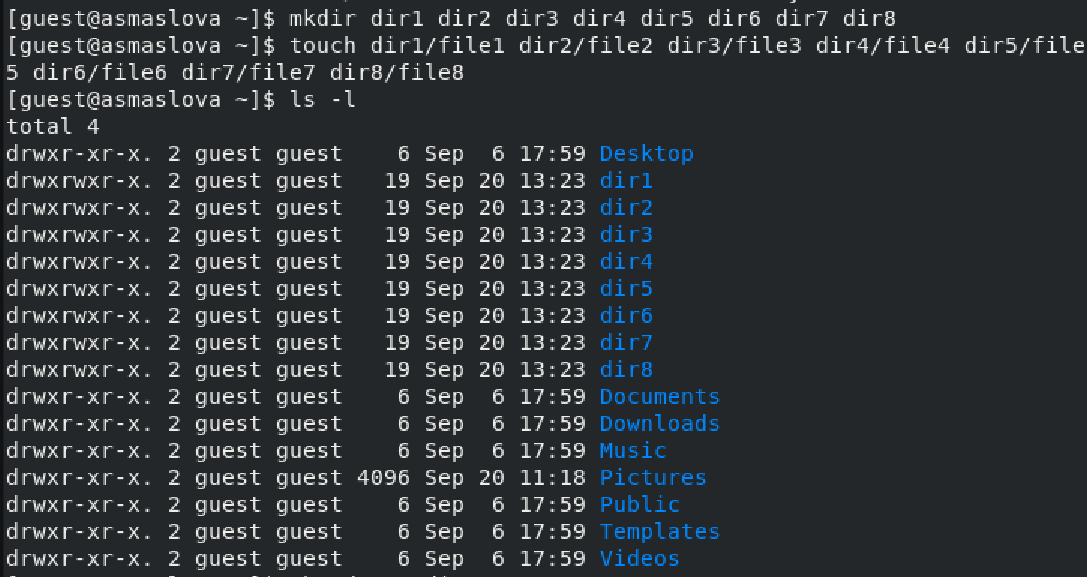 [guest@asmaslova ~]$ mkdir dir1 dir2 dir3 dir4 dir5 dir6 dir7 dir8
[guest@asmaslova ~]$ touch dir1/file1 dir2/file2 dir3/file3 dir4/file4 dir5/file
5 dir6/file6 dir7/file7 dir8/file8
[guest@asmaslova ~]$ ls -l
total 4
drwxr-xr-x. 2 guest guest    6 Sep  6 17:59 Desktop
drwxrwxr-x. 2 guest guest   19 Sep 20 13:23 dir1
drwxrwxr-x. 2 guest guest   19 Sep 20 13:23 dir2
drwxrwxr-x. 2 guest guest   19 Sep 20 13:23 dir3
drwxrwxr-x. 2 guest guest   19 Sep 20 13:23 dir4
drwxrwxr-x. 2 guest guest   19 Sep 20 13:23 dir5
drwxrwxr-x. 2 guest guest   19 Sep 20 13:23 dir6
drwxrwxr-x. 2 guest guest   19 Sep 20 13:23 dir7
drwxrwxr-x. 2 guest guest   19 Sep 20 13:23 dir8
drwxr-xr-x. 2 guest guest    6 Sep  6 17:59 Documents
drwxr-xr-x. 2 guest guest    6 Sep  6 17:59 Downloads
drwxr-xr-x. 2 guest guest    6 Sep  6 17:59 Music
drwxr-xr-x. 2 guest guest 4096 Sep 20 11:18 Pictures
drwxr-xr-x. 2 guest guest    6 Sep  6 17:59 Public
drwxr-xr-x. 2 guest guest    6 Sep  6 17:59 Templates
drwxr-xr-x. 2 guest guest    6 Sep  6 17:59 Videos